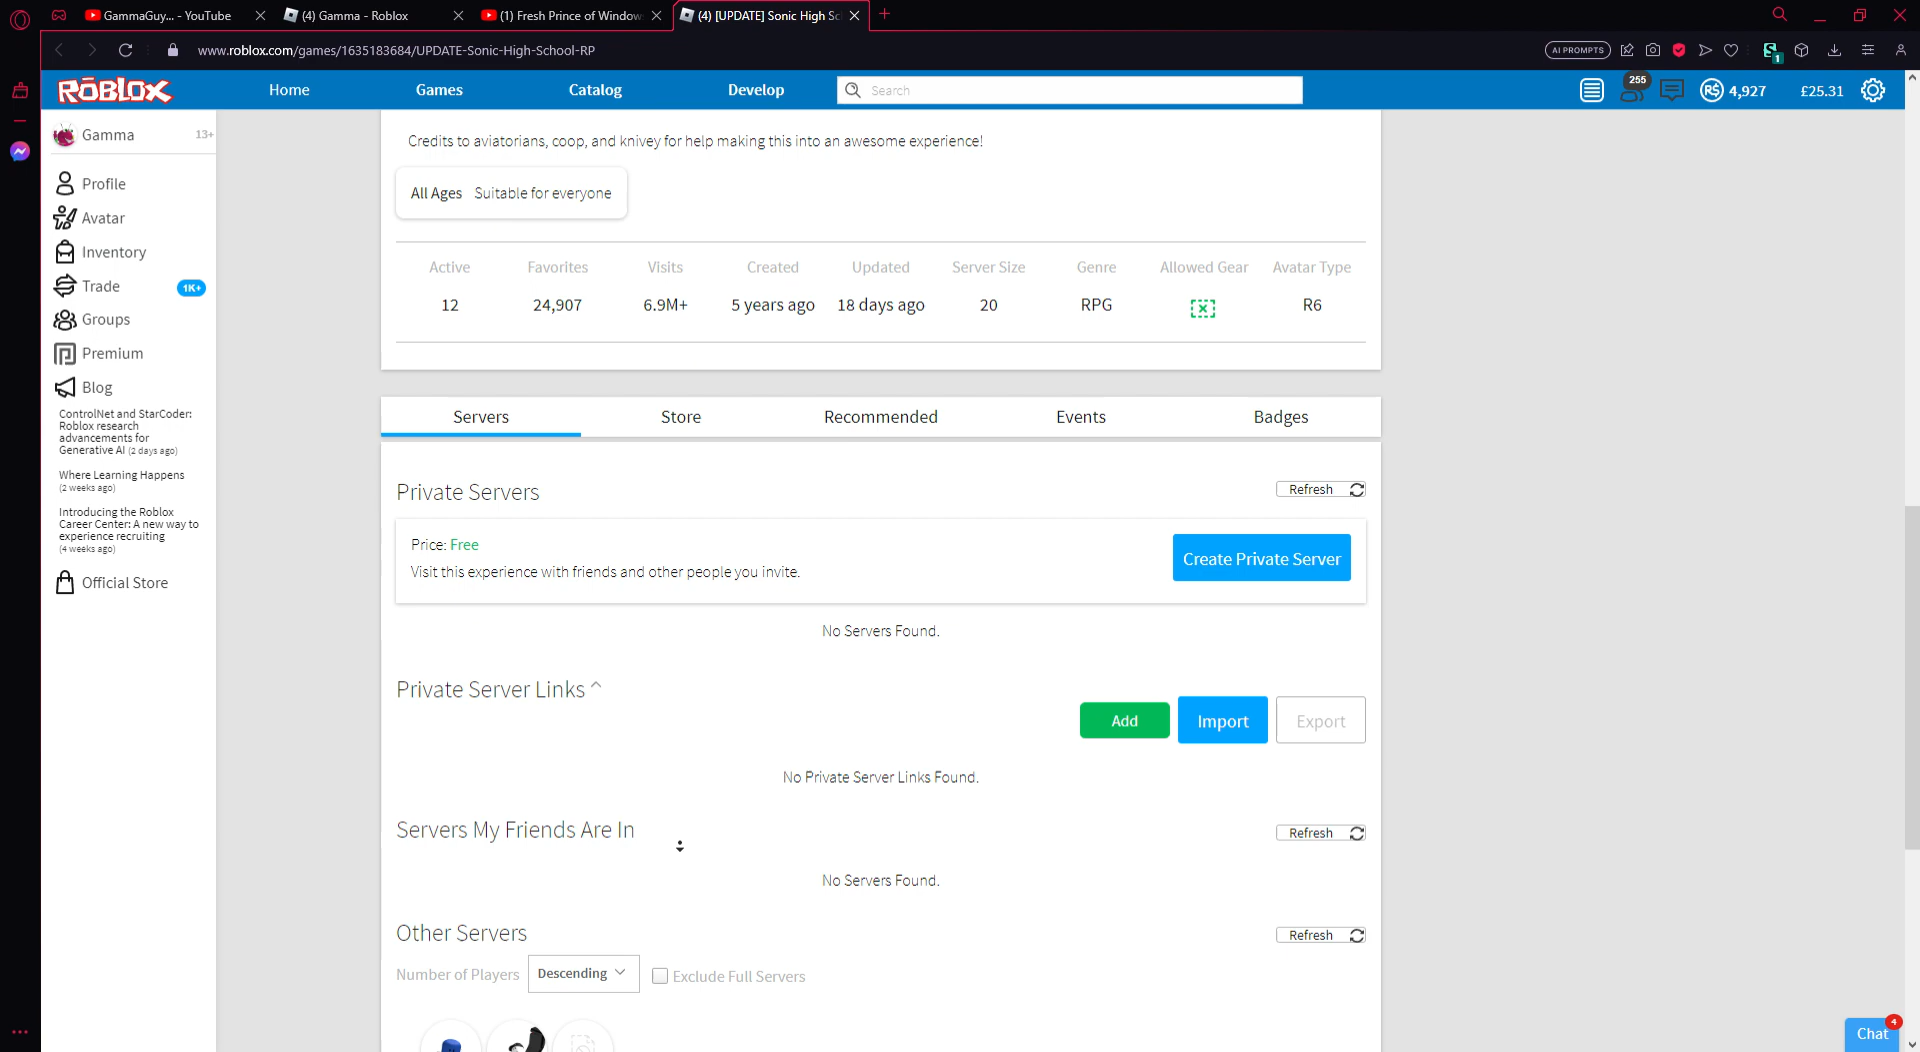 GammaGuy... - YouTube
(4) Gamma - Roblox
(1) Fresh Prince of Window
(4) [UPDATE] Sonic High Sc
www.roblox.com/games/1635183684/UPDATE-Sonic-High-School-RP
AI PROMPTS
1
ROBLOX
Home
Games
Catalog
Develop
Search
255
R$ 4,927
£25.31
Gamma
13+
Profile
Avatar
Inventory
Trade
1K+
Groups
Premium
Blog
ControlNet and StarCoder:
Roblox research
advancements for
Generative AI (2 days ago)
Where Learning Happens
(2 weeks ago)
Introducing the Roblox
Career Center: A new way to
experience recruiting
(4 weeks ago)
Official Store
Credits to aviatorians, coop, and knivey for help making this into an awesome experience!
All Ages Suitable for everyone
Active Favorites Visits Created Updated Server Size Genre Allowed Gear Avatar Type
12 24,907 6.9M+ 5 years ago 18 days ago 20 RPG R6
Servers
Store
Recommended
Events
Badges
Private Servers
Refresh
Price: Free
Visit this experience with friends and other people you invite.
Create Private Server
No Servers Found.
Private Server Links
Add
Import
Export
No Private Server Links Found.
Servers My Friends Are In
Refresh
No Servers Found.
Other Servers
Refresh
Number of Players
Descending
Exclude Full Servers
Chat
4